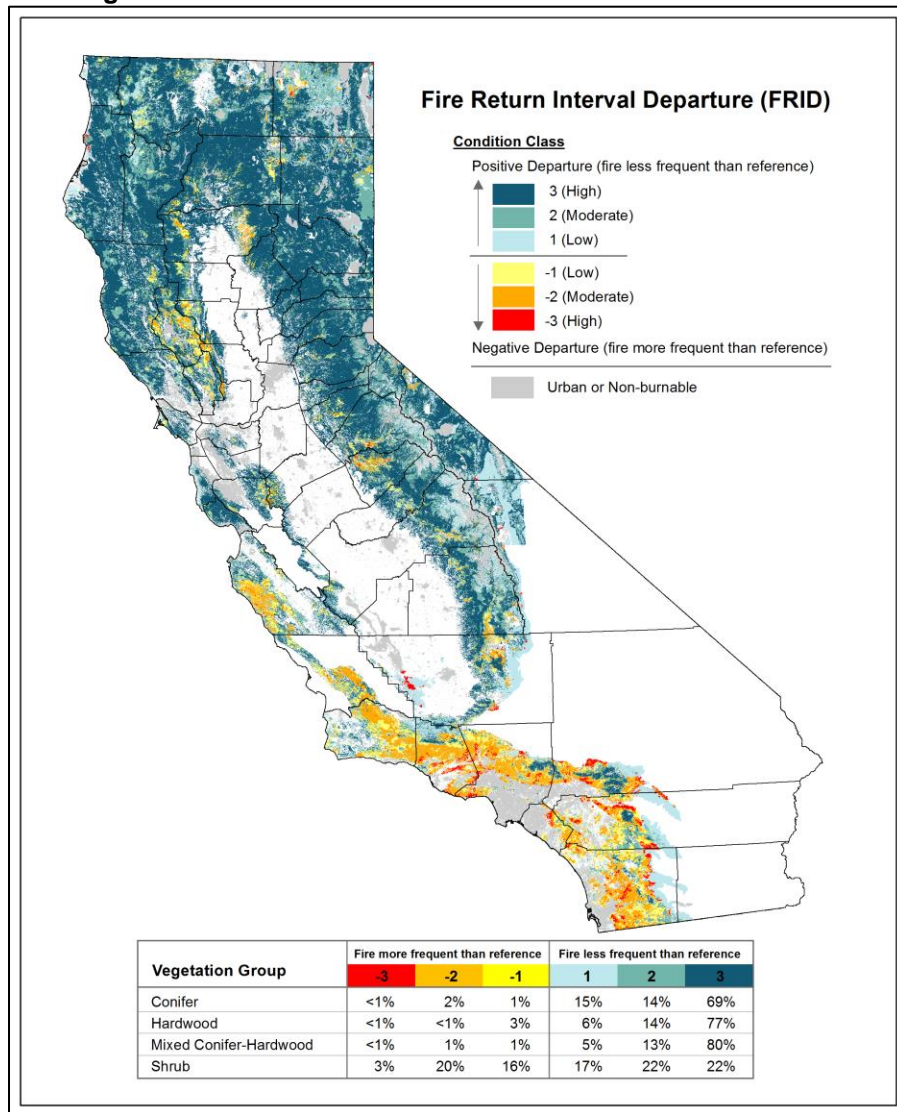 Fire Return Interval Departure (FRID)
Condition Class
Positive Departure (fire less frequent than reference)
3 (High)
2 (Moderate)
1 (Low)
-1 (Low)
-2 (Moderate)
-3 (High)
Negative Departure (fire more frequent than reference)
Urban or Non-burnable
Vegetation Group Fire more frequent than reference Fire less frequent than reference
-3 -2 -1 1 2 3
Conifer <1% 2% 1% 15% 14% 69%
Hardwood <1% <1% 3% 6% 14% 77%
Mixed Conifer-Hardwood <1% 1% 1% 5% 13% 80%
Shrub 3% 20% 16% 17% 22% 22%